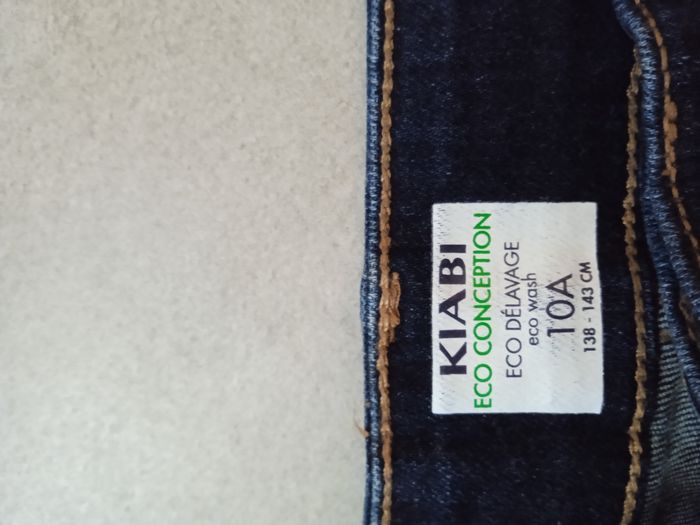 KIABI
ECO CONCEPTION
ECO DÉLAVAGE
eco wash
10A
138 - 143 CM